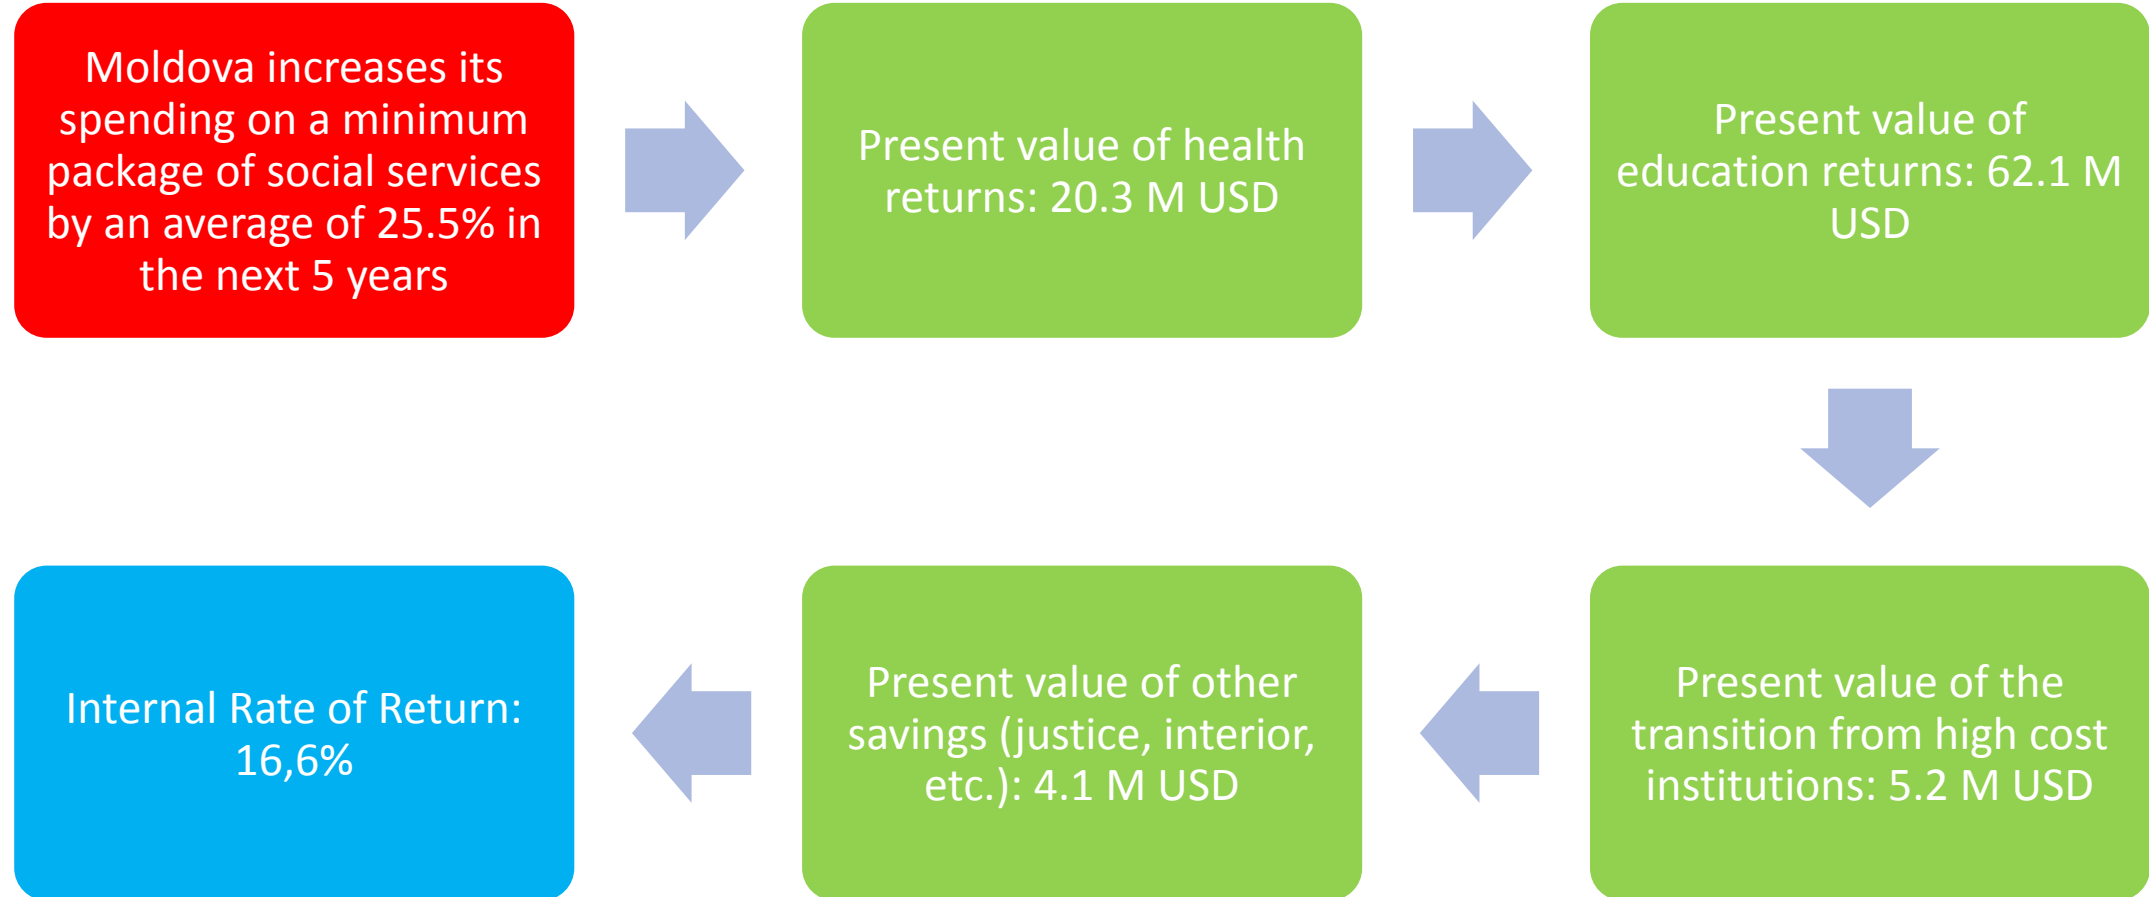 Moldova increases its
spending on a minimum
package of social services
by an average of 25.5% in
the next 5 years
Present value of health
returns: 20.3 M USD
Present value of
education returns: 62.1 M
USD
Present value of the
transition from high cost
institutions: 5.2 M USD
Present value of other
savings (justice, interior,
etc.): 4.1 M USD
Internal Rate of Return:
16,6%